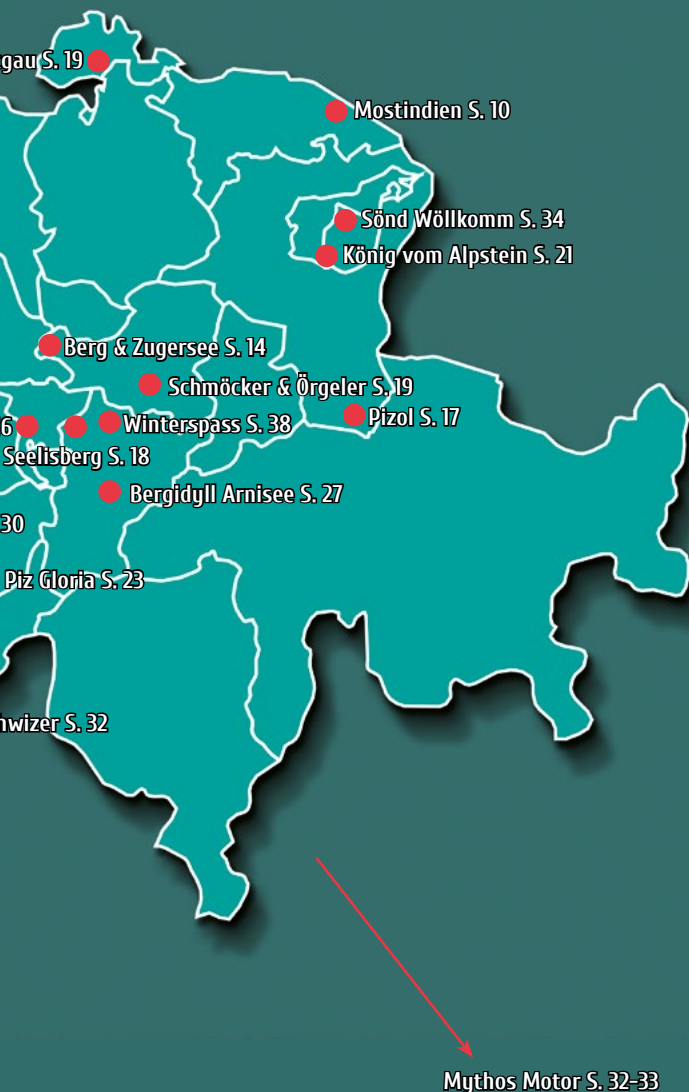 gau S. 19
Mostindien S. 10
Sönd Wöllkomm S. 34
König vom Alpstein S. 21
Berg & Zugersee S. 14
Schmöcker & Örgeler S. 19
Pizol S. 17
6
Winterspass S. 38
Seelisberg S. 18
Bergidyll Arnisee S. 27
30
Piz Gloria S. 23
hwizer S. 32
Mythos Motor S. 32-33